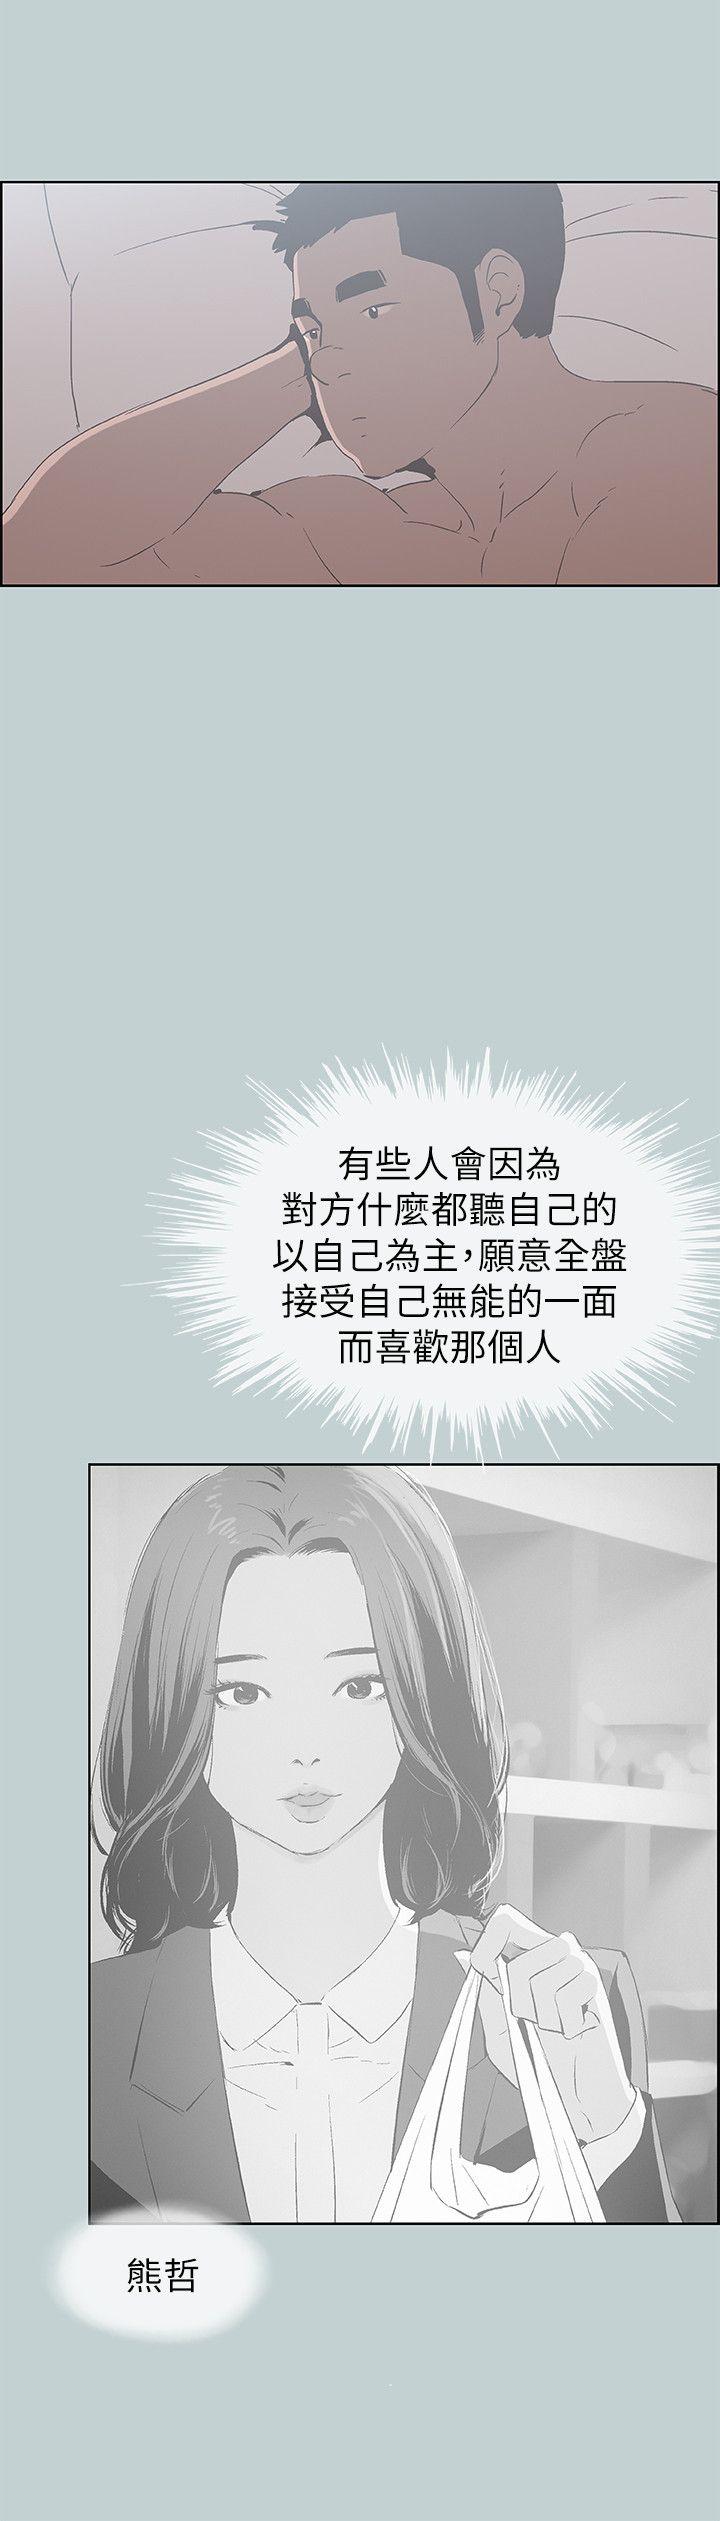 有些人會因為
對方什麼都聽自己的
以自己為主，願意全盤
接受自己無能的一面
而喜歡那個人
熊哲